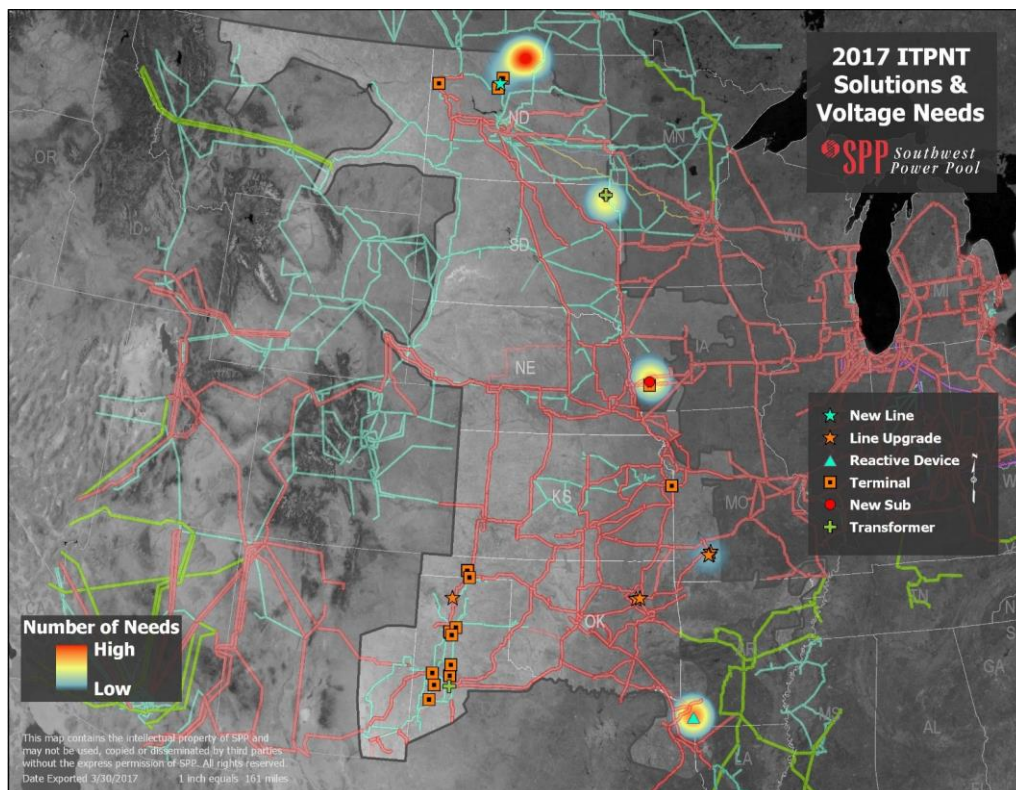 2017 ITPNT
Solutions &
Voltage Needs
SPP Southwest
Power Pool
ND
MN
OR
ID
SD
WI
MI
IA
NE
New Line
Line Upgrade
Reactive Device
Terminal
New Sub
Transformer
N
KS
MO
W
CA
OK
TN
N
S
AR
GA
MS
AL
LA
Number of Needs
High
Low
This map contains the intellectual property of SPP and
may not be used, copied or disseminated by third parties
without the express permission of SPP. All rights reserved.
Date Exported 3/30/2017 1 inch equals 161 miles